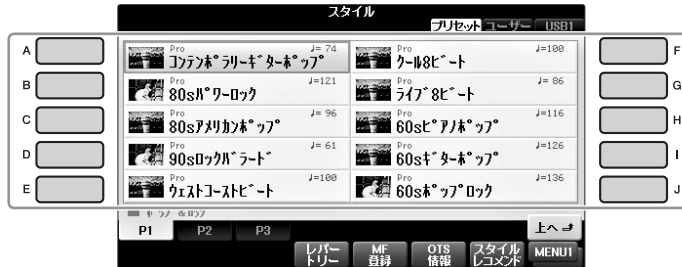 スタイル
プリセット ユーザー USB1
A Pro ♩= 74 コンテンポラリーギターポップ
Pro ♩=100 クール8ビート F
B Pro ♩=121 80sパワーロック
Pro ♩= 86 ライブ8ビート G
C Pro ♩= 96 80sアメリカンポップ
Pro ♩=116 60sピアノポップ H
D Pro ♩= 61 90sロックバラード
Pro ♩=126 60sギターポップ I
E Pro ♩=100 ウェストコーストビート
Pro ♩=136 60sポップロック J
P1 P2 P3 上へ
レパートリー MF登録 OTS情報 スタイルレコメンド MENU1